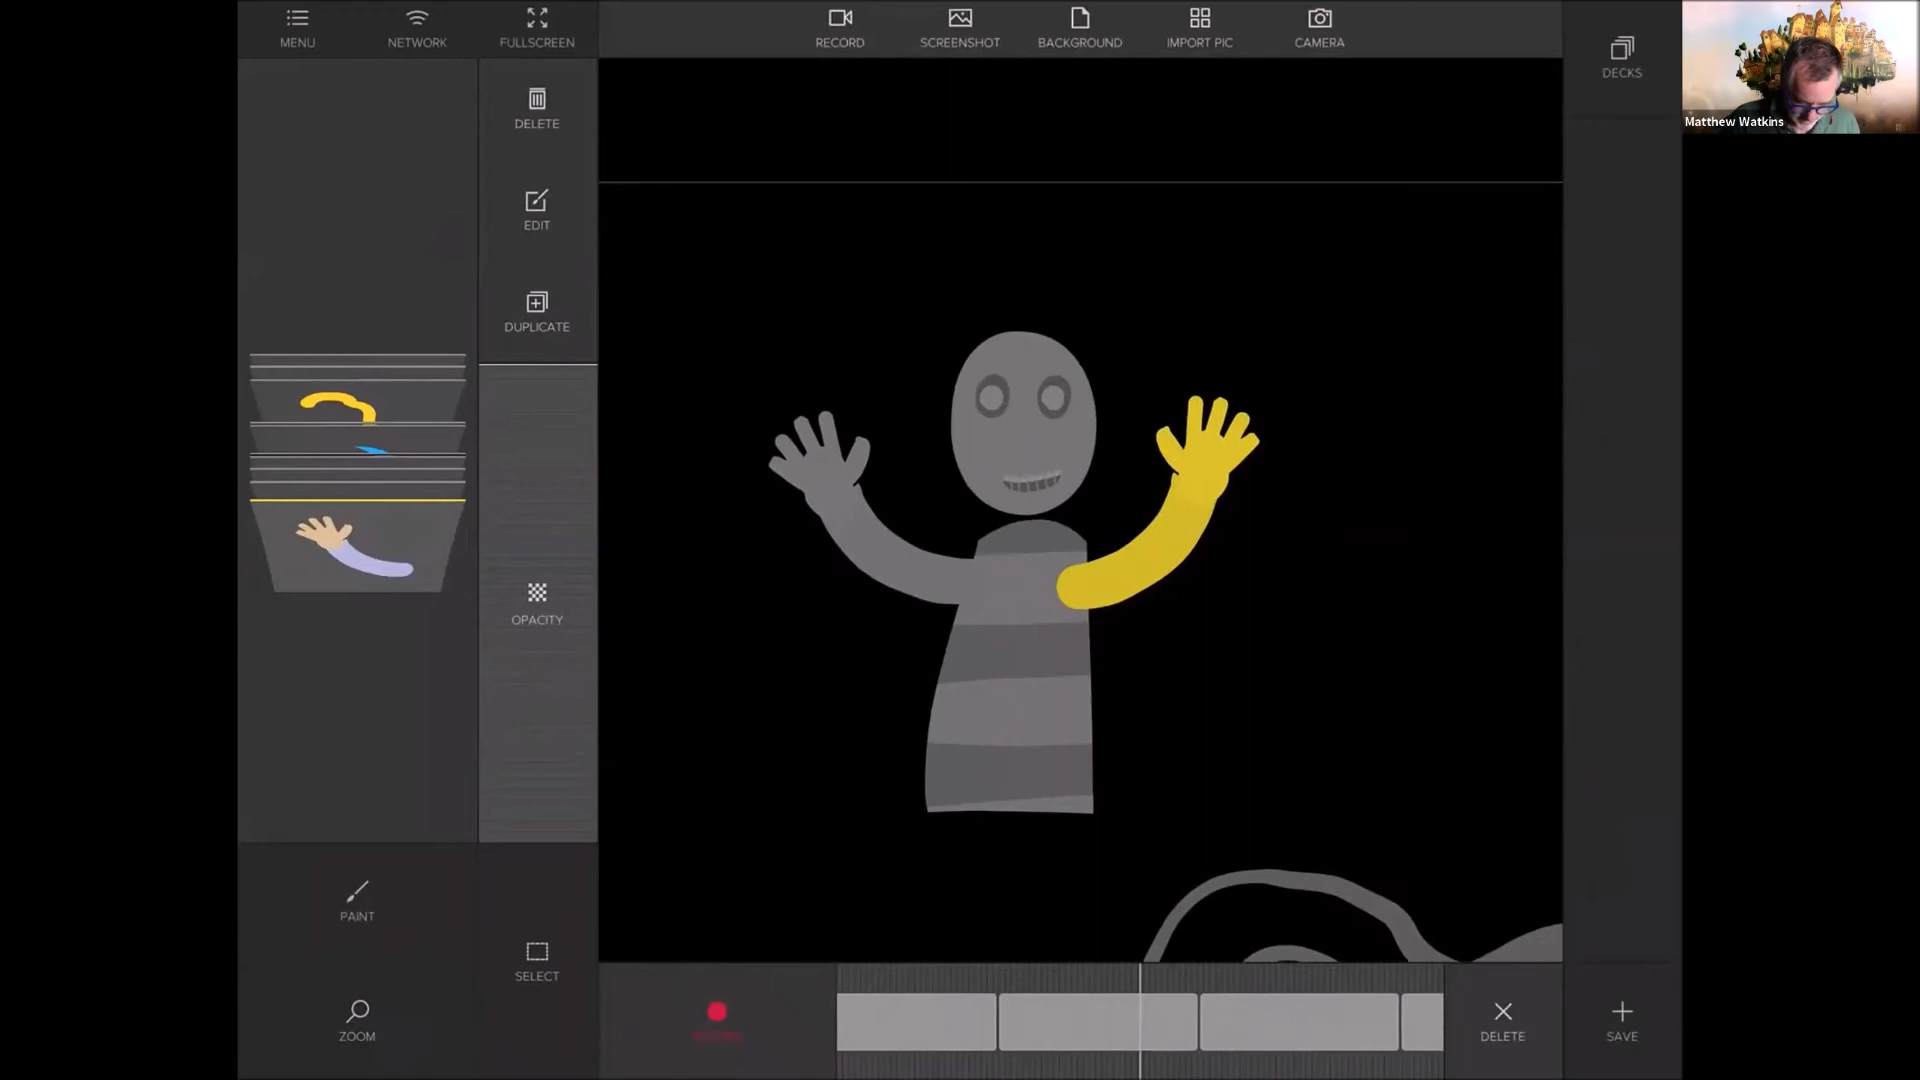 MENU
NETWORK
FULLSCREEN
RECORD
SCREENSHOT
BACKGROUND
IMPORT PIC
CAMERA
DECKS
Matthew Watkins
DELETE
EDIT
DUPLICATE
OPACITY
PAINT
SELECT
ZOOM
DELETE
SAVE